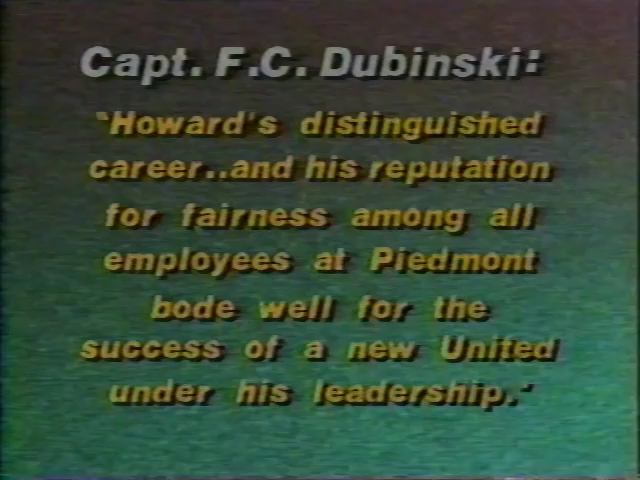 Capt. F.C. Dubinski:
"Howard's distinguished
career..and his reputation
for fairness among all
employees at Piedmont
bode well for the
success of a new United
under his leadership."